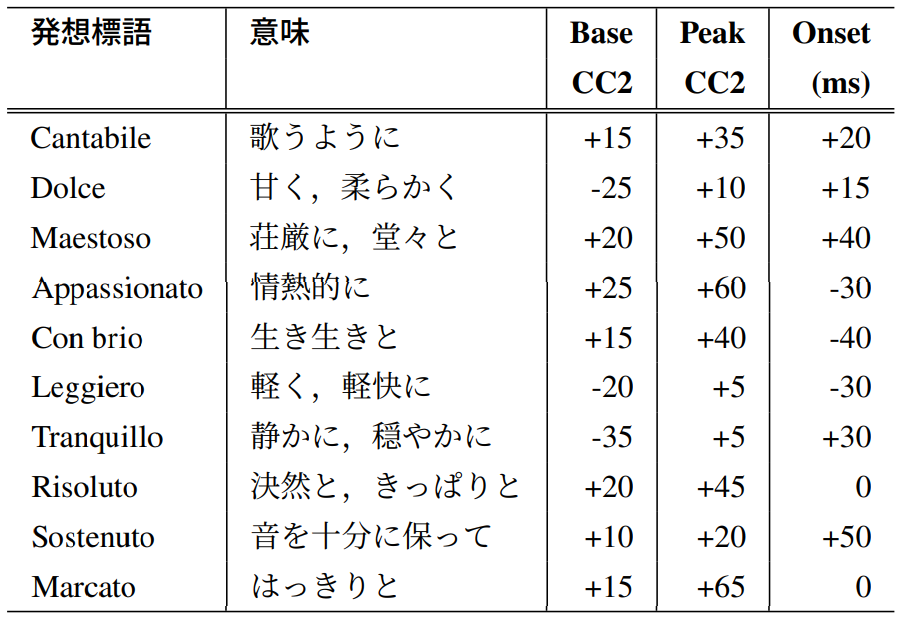 発想標語 意味 Base Peak Onset
CC2 CC2 (ms)
Cantabile 歌うように +15 +35 +20
Dolce 甘く，柔らかく -25 +10 +15
Maestoso 荘厳に，堂々と +20 +50 +40
Appassionato 情熱的に +25 +60 -30
Con brio 生き生きと +15 +40 -40
Leggiero 軽く，軽快に -20 +5 -30
Tranquillo 静かに，穏やかに -35 +5 +30
Risoluto 決然と，きっぱりと +20 +45 0
Sostenuto 音を十分に保って +10 +20 +50
Marcato はっきりと +15 +65 0